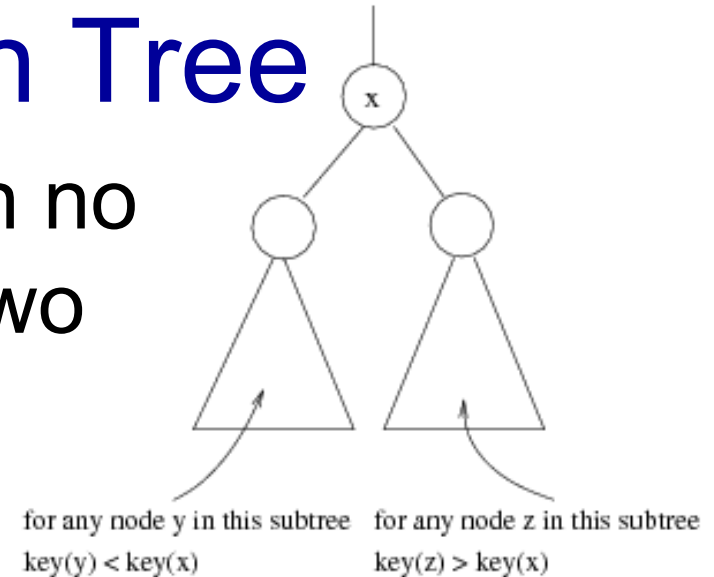 n Tree
x
n no
wo
for any node y in this subtree
key(y) < key(x)
for any node z in this subtree
key(z) > key(x)